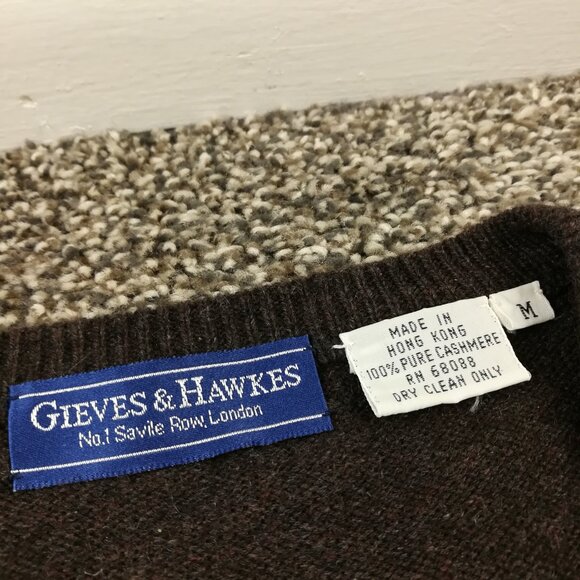 GIEVES & HAWKES
No.1 Savile Row, London
MADE IN
HONG KONG
100% PURE CASHMERE
RN 68088
DRY CLEAN ONLY
M